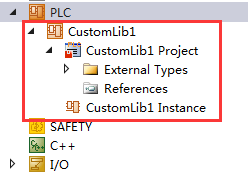 PLC
CustomLib1
CustomLib1 Project
External Types
References
CustomLib1 Instance
SAFETY
C++
I/O